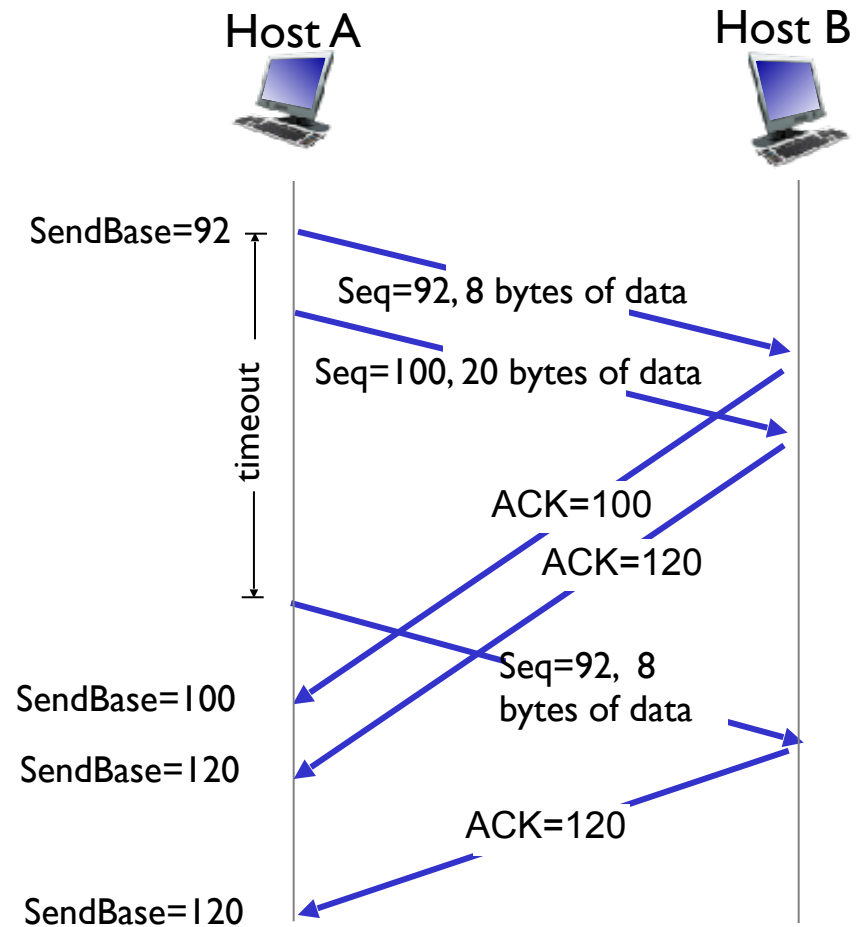 Host A
Host B
SendBase=92
Seq=92, 8 bytes of data
Seq=100, 20 bytes of data
timeout
ACK=100
ACK=120
Seq=92, 8
bytes of data
SendBase=100
SendBase=120
ACK=120
SendBase=120